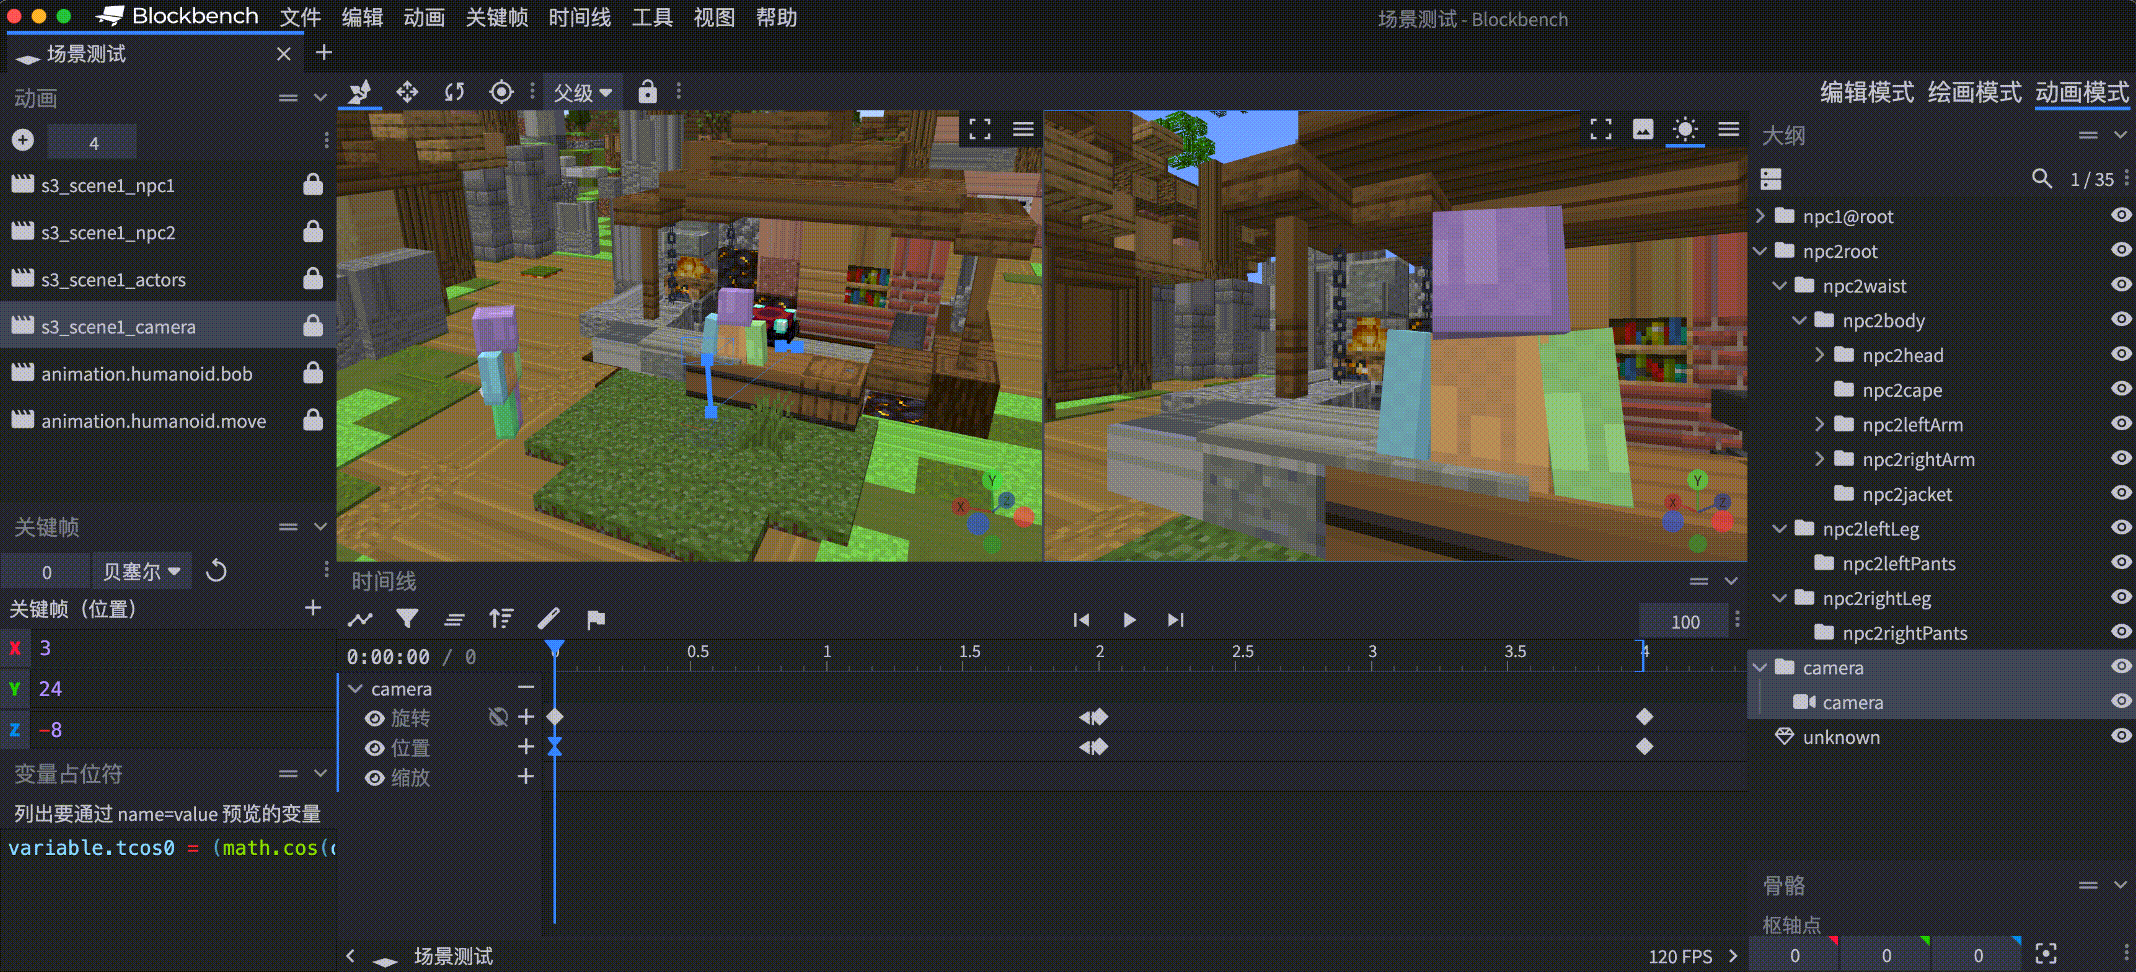 Blockbench 文件 编辑 动画 关键帧 时间线 工具 视图 帮助
场景测试 - Blockbench
场景测试
父级
编辑模式 绘画模式 动画模式
动画
4
s3_scene1_npc1
s3_scene1_npc2
s3_scene1_actors
s3_scene1_camera
animation.humanoid.bob
animation.humanoid.move
关键帧
0 贝塞尔
关键帧（位置）
X 3
Y 24
Z -8
变量占位符
列出要通过 name=value 预览的变量
variable.tcos0 = (math.cos(
Y
Z
X
Y
Z
X
时间线
100
0:00:00 / 0
0 0.5 1 1.5 2 2.5 3 3.5 4
camera
旋转
位置
缩放
场景测试
120 FPS
大纲
1 / 35
npc1@root
npc2root
npc2waist
npc2body
npc2head
npc2cape
npc2leftArm
npc2rightArm
npc2jacket
npc2leftLeg
npc2leftPants
npc2rightLeg
npc2rightPants
camera
camera
unknown
骨骼
枢轴点
0 0 0